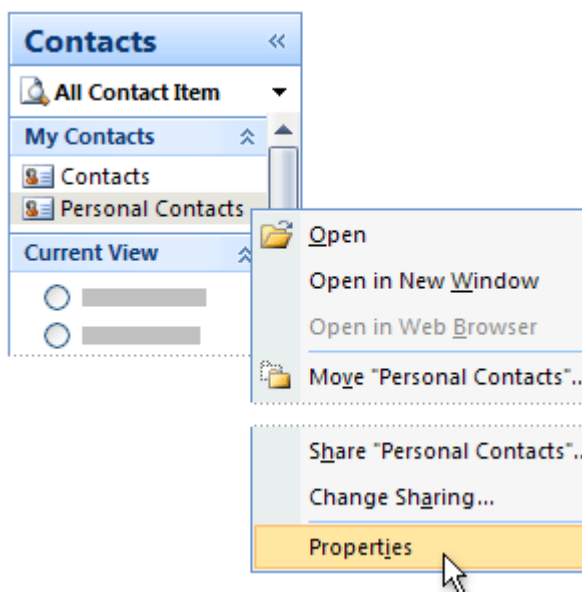 Contacts
All Contact Item
My Contacts
Contacts
Personal Contacts
Current View
Open
Open in New Window
Open in Web Browser
Move "Personal Contacts"..
Share "Personal Contacts"..
Change Sharing...
Properties